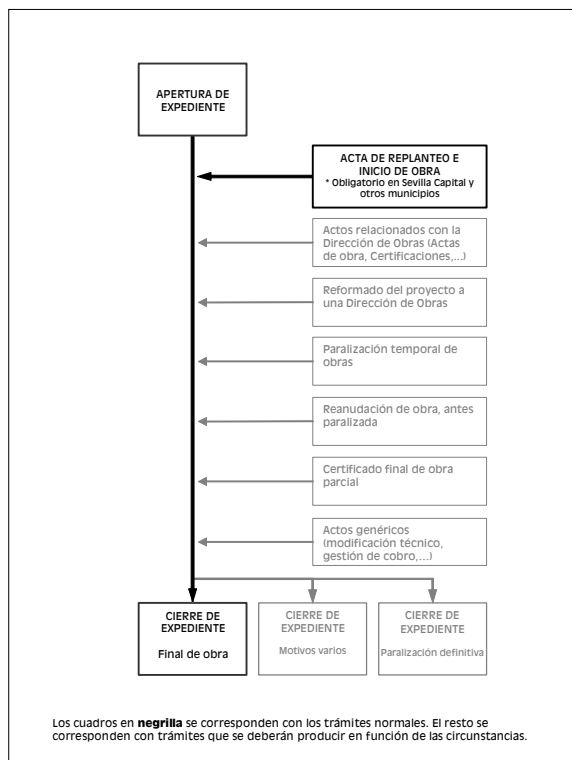 APERTURA DE
EXPEDIENTE
ACTA DE REPLANTEO E
INICIO DE OBRA
* Obligatorio en Sevilla Capital y
otros municipios
Actos relacionados con la
Dirección de Obras (Actas
de obra, Certificaciones,...)
Reformado del proyecto a
una Dirección de Obras
Paralización temporal de
obras
Reanudación de obra, antes
paralizada
Certificado final de obra
parcial
Actos genéricos
(modificación técnico,
gestión de cobro,...)
CIERRE DE
EXPEDIENTE
Final de obra
CIERRE DE
EXPEDIENTE
Motivos varios
CIERRE DE
EXPEDIENTE
Paralización definitiva
Los cuadros en negrilla se corresponden con los trámites normales. El resto se
corresponden con trámites que se deberán producir en función de las circunstancias.